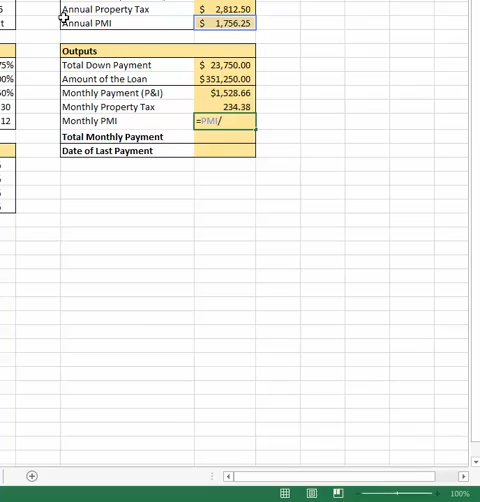 5 Annual Property Tax $ 2,812.50
t Annual PMI $ 1,756.25
Outputs
75% Total Down Payment $ 23,750.00
00% Amount of the Loan $351,250.00
50% Monthly Payment (P&I) $1,528.66
30 Monthly Property Tax 234.38
12 Monthly PMI =PMI/
Total Monthly Payment
Date of Last Payment
100%